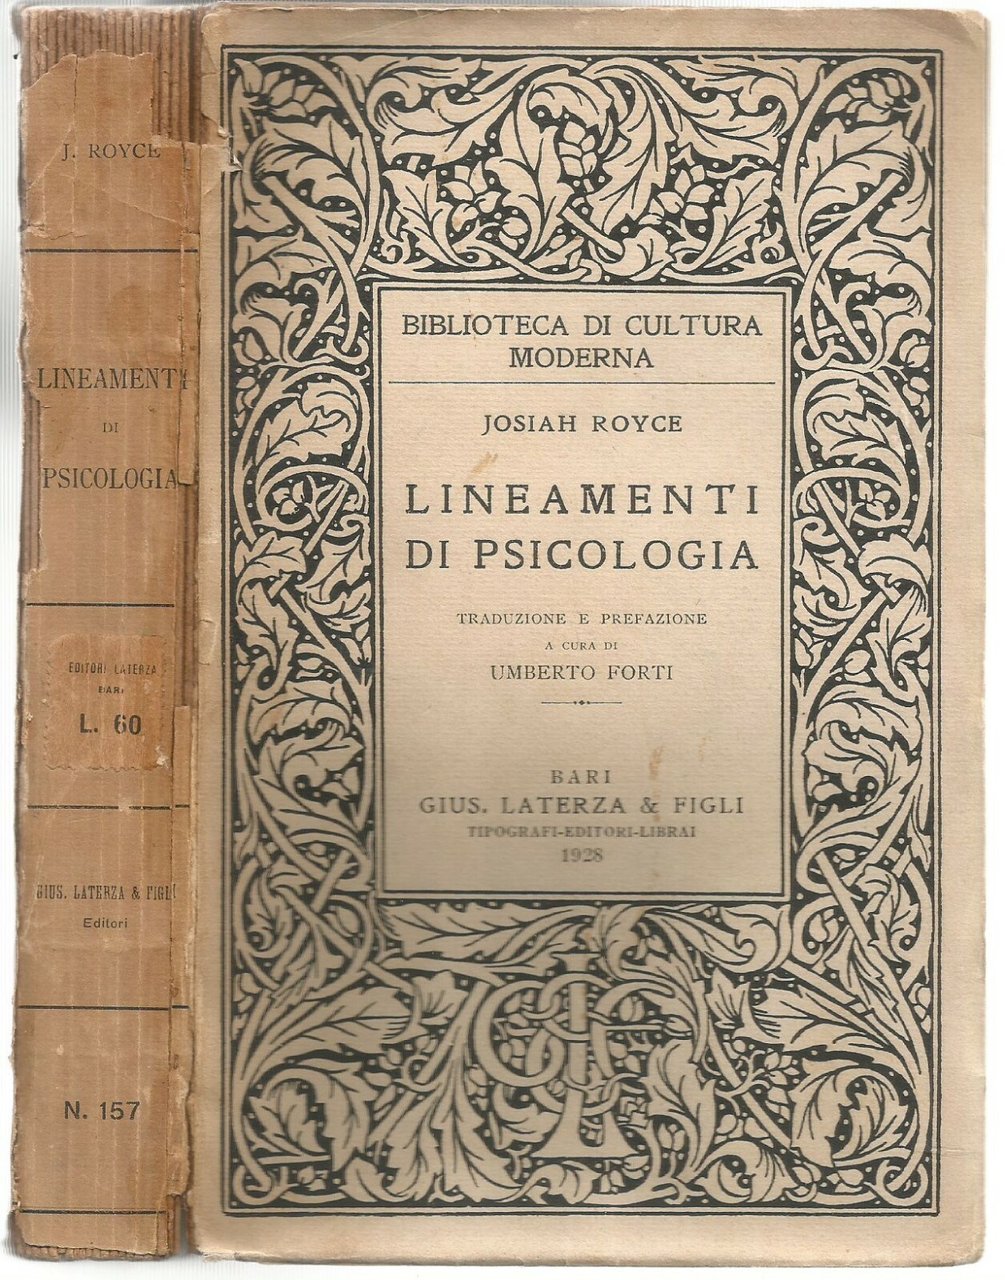 J. ROYCE
LINEAMENTI
DI
PSICOLOGIA
EDITORI LATERZA
BARI
L. 60
GIUS. LATERZA & FIGLI
Editori
N. 157
BIBLIOTECA DI CULTURA
MODERNA
JOSIAH ROYCE
LINEAMENTI
DI PSICOLOGIA
TRADUZIONE E PREFAZIONE
A CURA DI
UMBERTO FORTI
BARI
GIUS. LATERZA & FIGLI
TIPOGRAFI-EDITORI-LIBRAI
1928